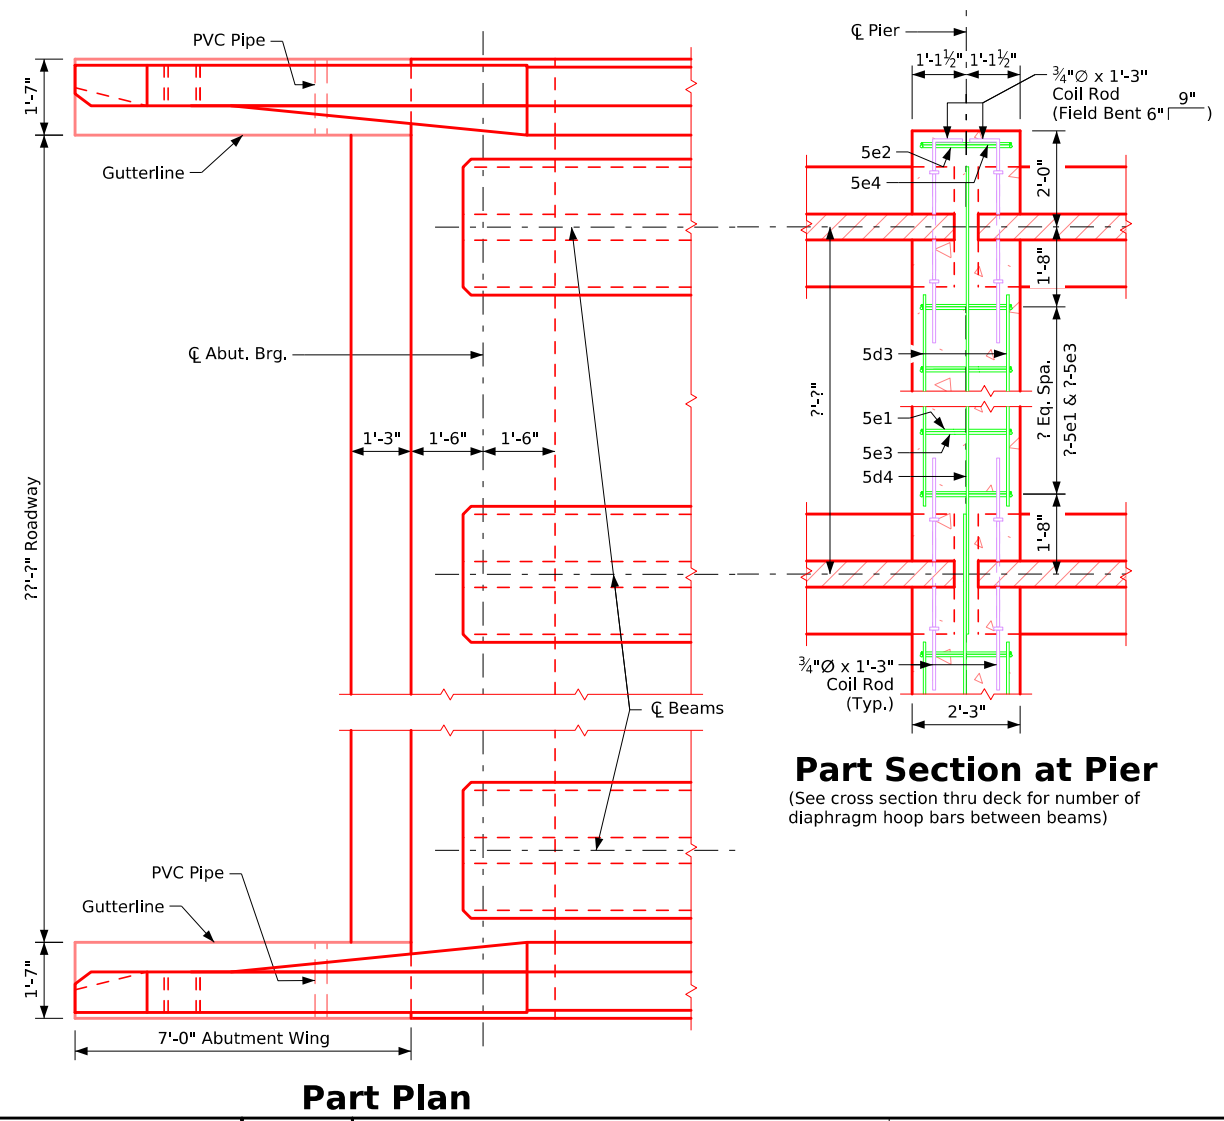 PVC Pipe
1'-7"
Gutterline
℄ Abut. Brg.
1'-3"
1'-6"
1'-6"
??'-?" Roadway
℄ Beams
PVC Pipe
Gutterline
1'-7"
7'-0" Abutment Wing
Part Plan
℄ Pier
1'-1½"
1'-1½"
¾"Ø x 1'-3"
Coil Rod
(Field Bent 6" 9")
5e2
5e4
2'-0"
1'-8"
5d3
?'-?"
? Eq. Spa.
?-5e1 & ?-5e3
5e1
5e3
5d4
1'-8"
¾"Ø x 1'-3"
Coil Rod
(Typ.)
2'-3"
Part Section at Pier
(See cross section thru deck for number of
diaphragm hoop bars between beams)